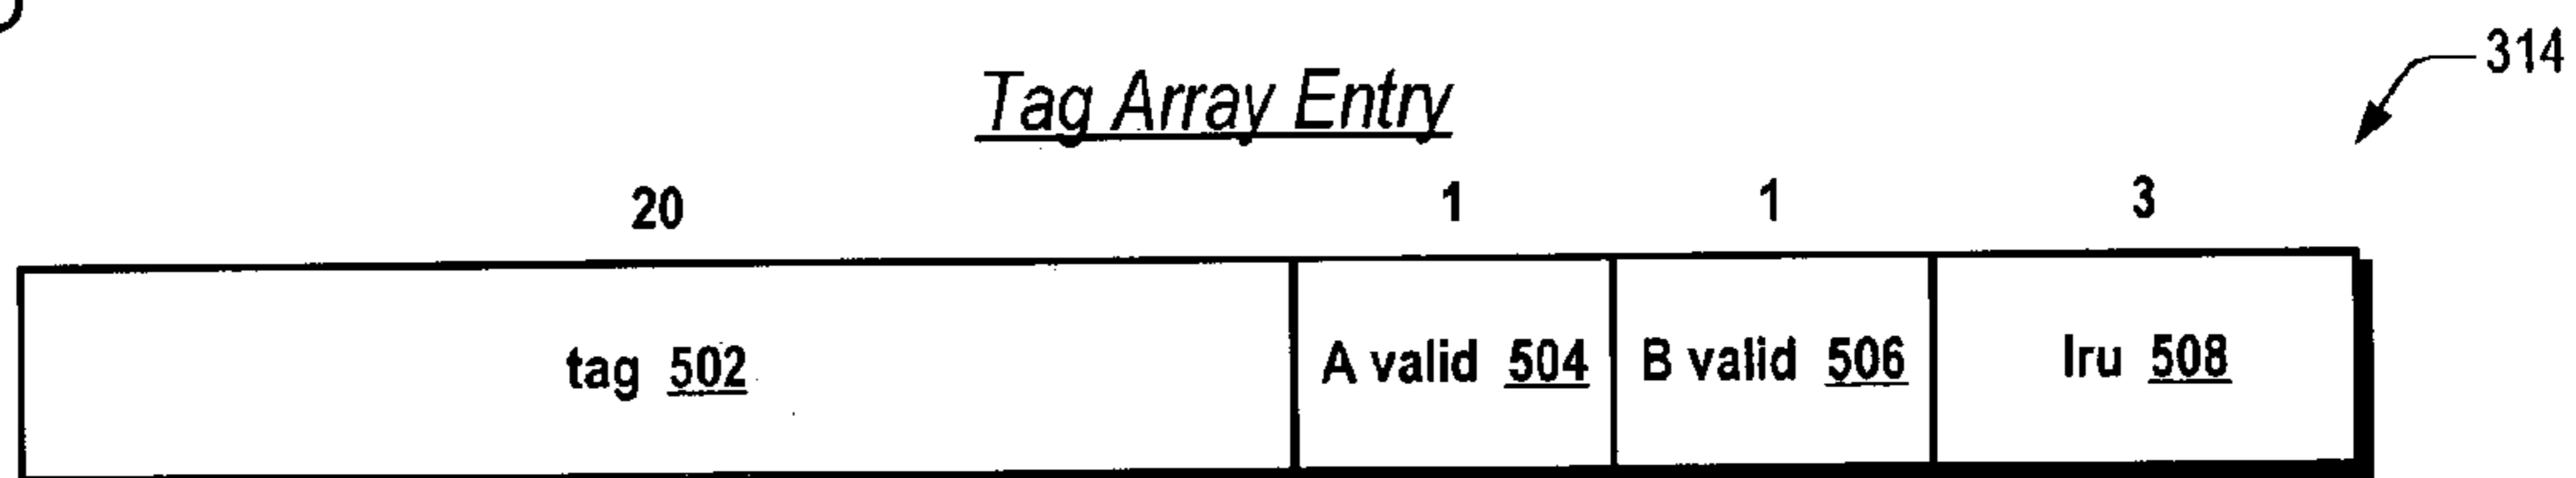 314
Tag Array Entry
20 1 1 3
tag 502 A valid 504 B valid 506 lru 508